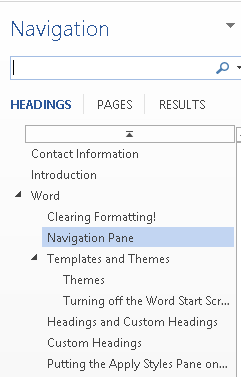 Navigation
HEADINGS PAGES RESULTS
Contact Information
Introduction
Word
Clearing Formatting!
Navigation Pane
Templates and Themes
Themes
Turning off the Word Start Scr...
Headings and Custom Headings
Custom Headings
Putting the Apply Styles Pane on...